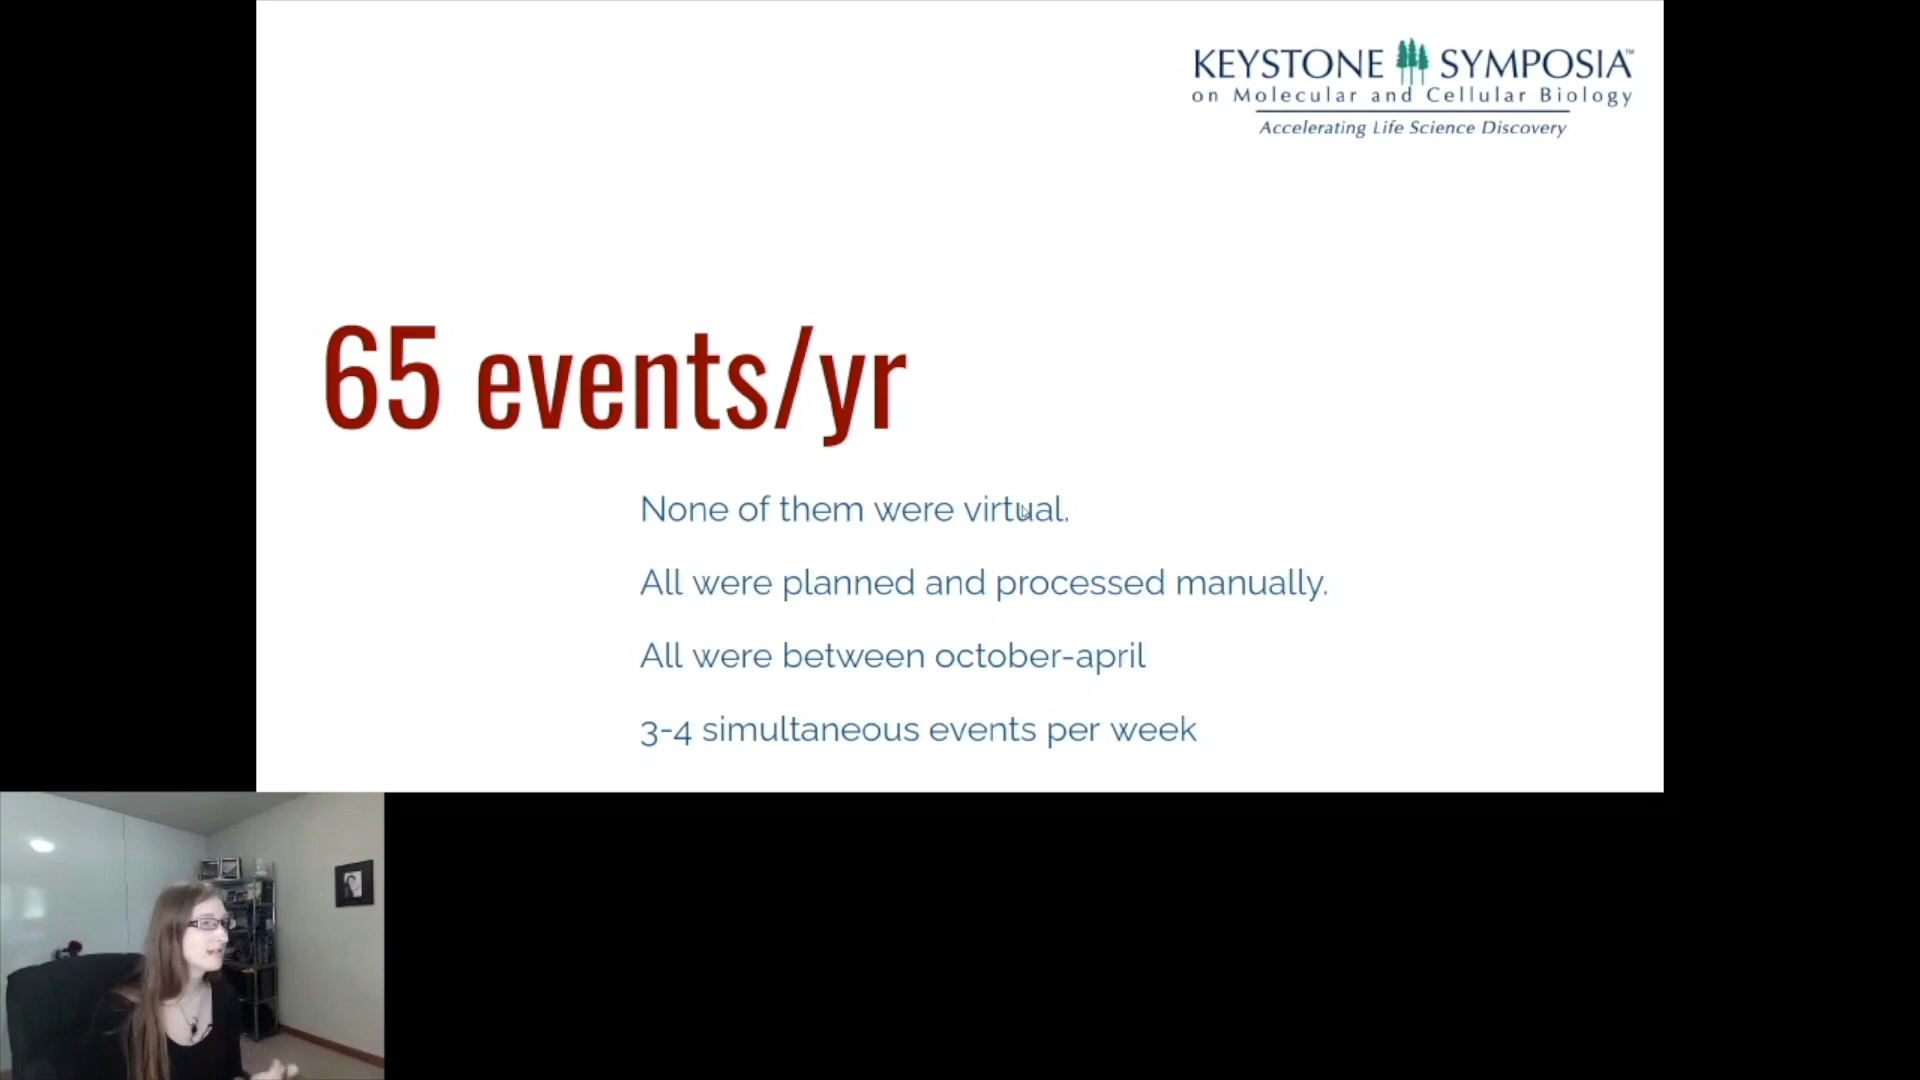 KEYSTONE SYMPOSIA™
on Molecular and Cellular Biology
Accelerating Life Science Discovery
65 events/yr
None of them were virtual.
All were planned and processed manually.
All were between october-april
3-4 simultaneous events per week